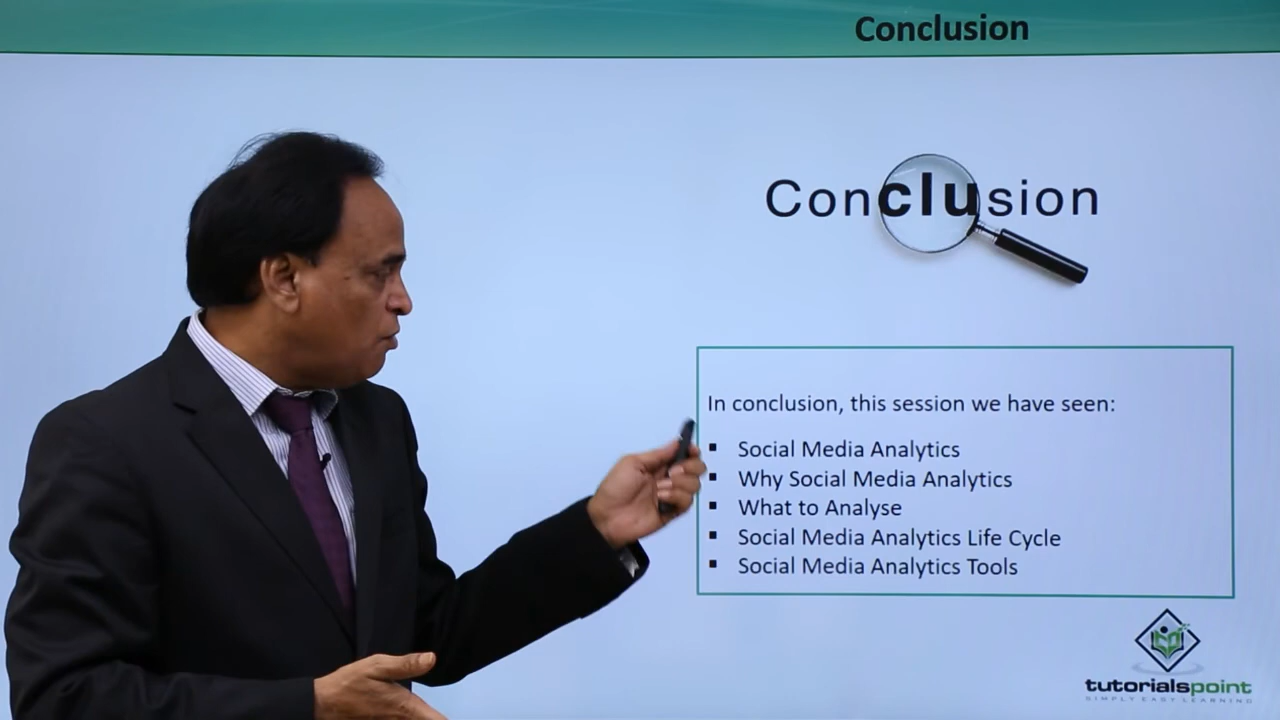 Conclusion
Conclusion
In conclusion, this session we have seen:
▪ Social Media Analytics
▪ Why Social Media Analytics
▪ What to Analyse
▪ Social Media Analytics Life Cycle
▪ Social Media Analytics Tools
tutorialspoint
SIMPLY EASY LEARNING